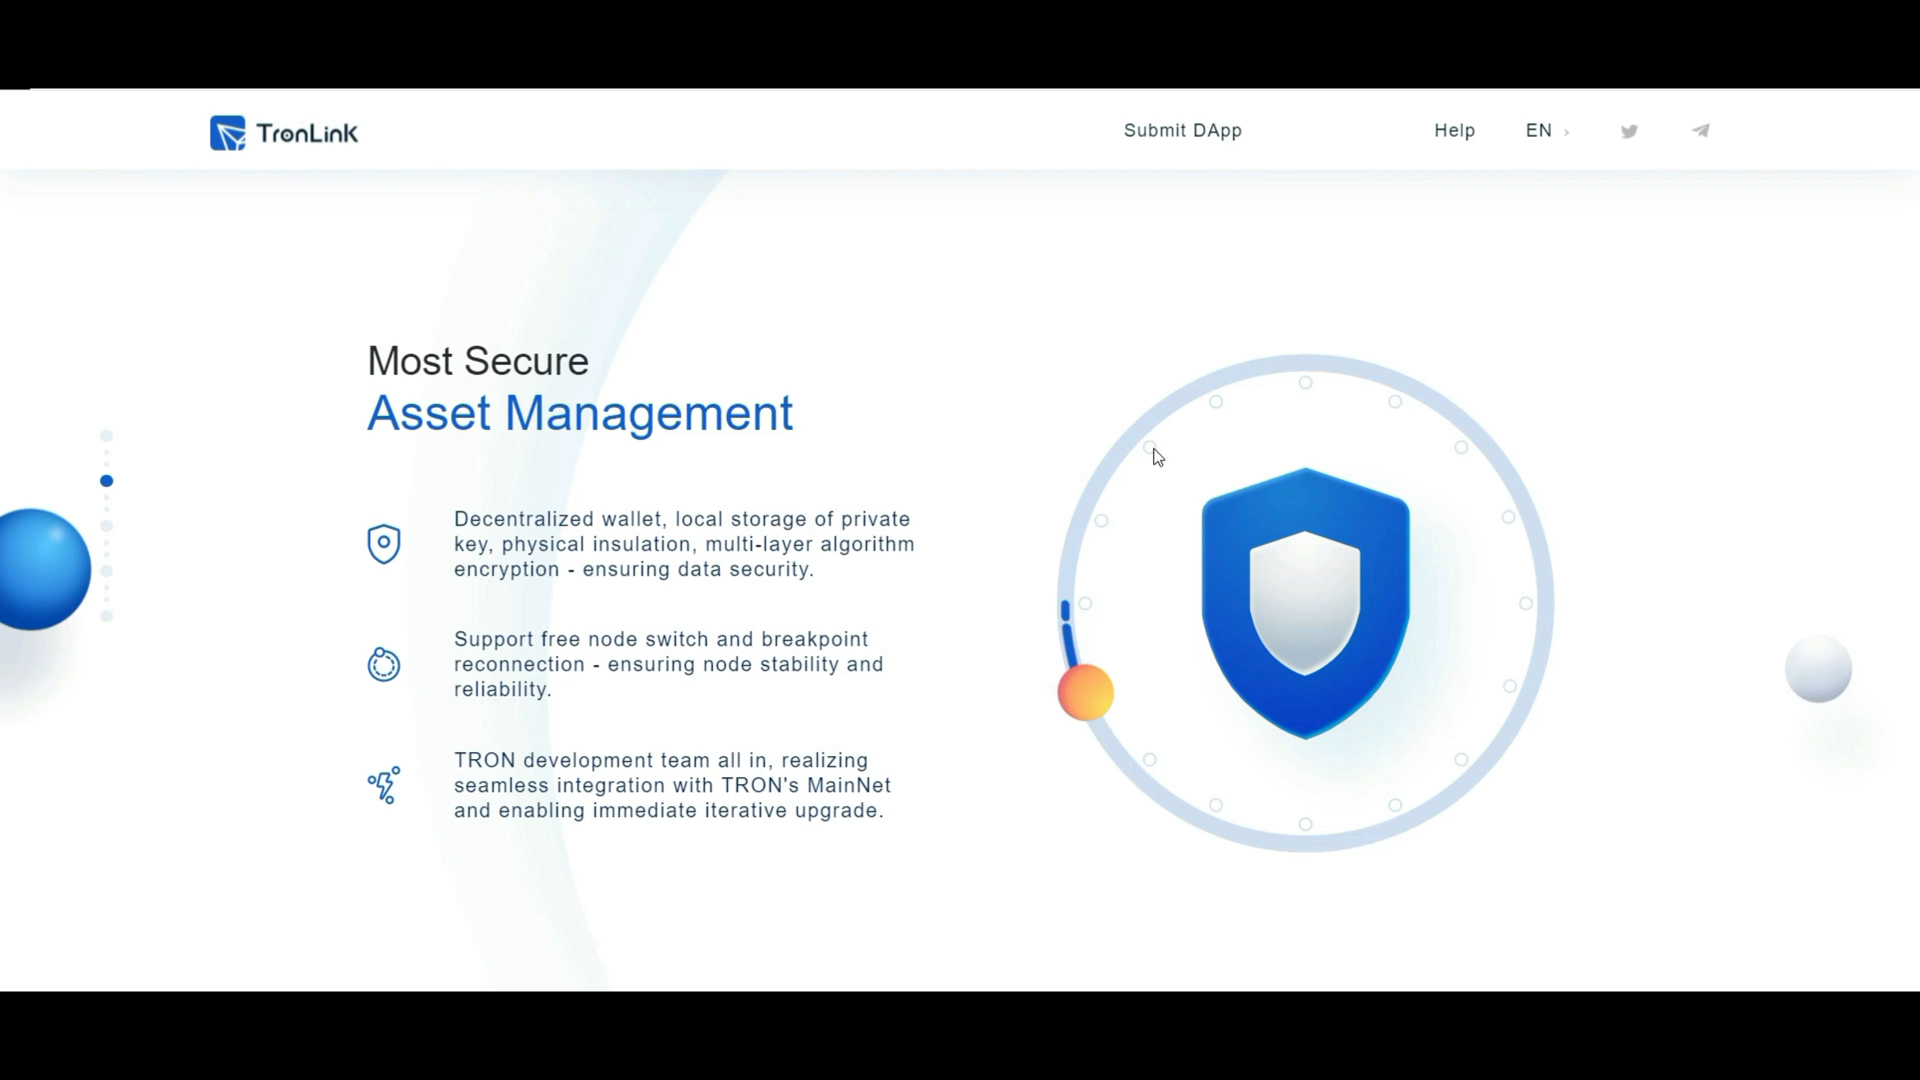 TronLink
Submit DApp
Help
EN
Most Secure
Asset Management
Decentralized wallet, local storage of private
key, physical insulation, multi-layer algorithm
encryption - ensuring data security.
Support free node switch and breakpoint
reconnection - ensuring node stability and
reliability.
TRON development team all in, realizing
seamless integration with TRON's MainNet
and enabling immediate iterative upgrade.